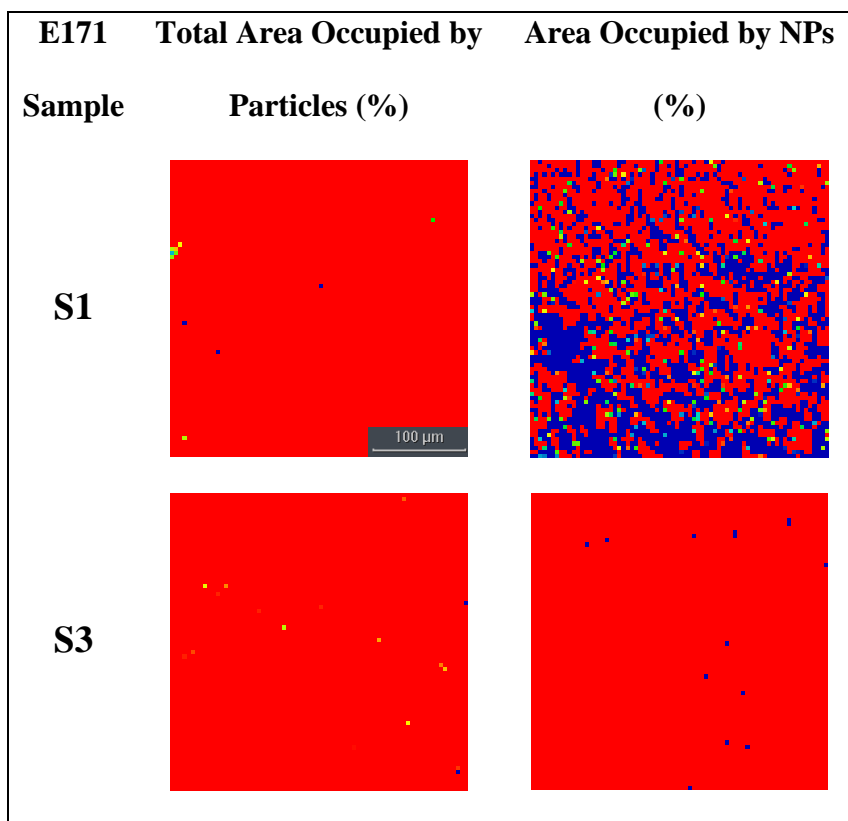 E171 Total Area Occupied by Area Occupied by NPs
Sample Particles (%) (%)
S1
100 µm
S3